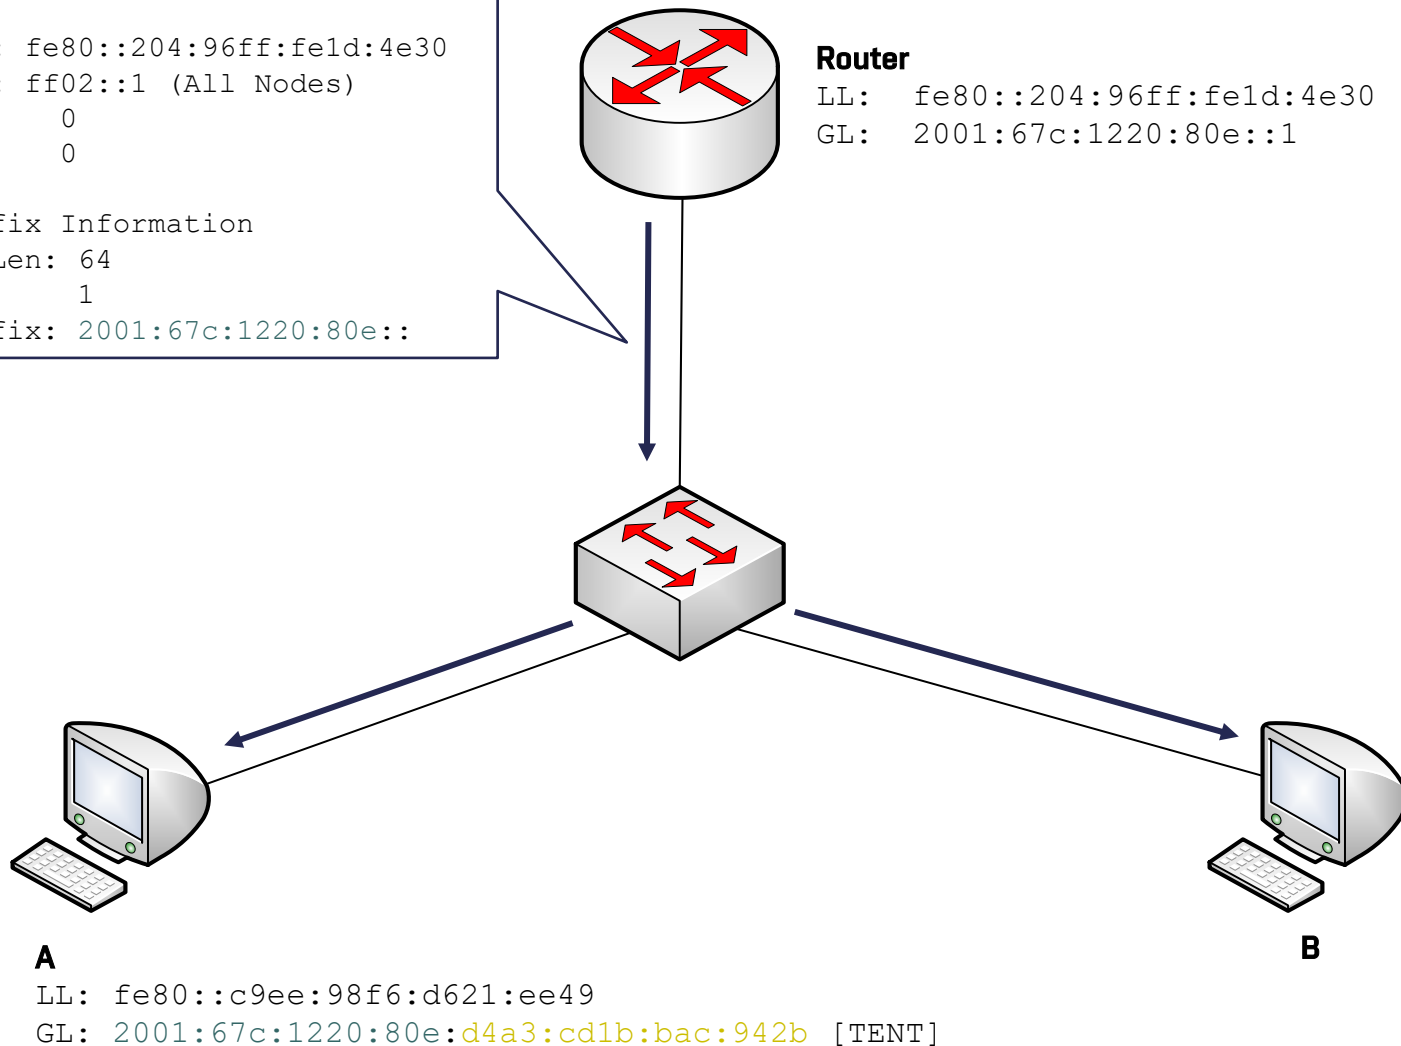 : fe80::204:96ff:fe1d:4e30
: ff02::1 (All Nodes)
0
0
fix Information
Len: 64
1
fix: 2001:67c:1220:80e::
Router
LL: fe80::204:96ff:fe1d:4e30
GL: 2001:67c:1220:80e::1
A
LL: fe80::c9ee:98f6:d621:ee49
GL: 2001:67c:1220:80e:d4a3:cd1b:bac:942b [TENT]
B